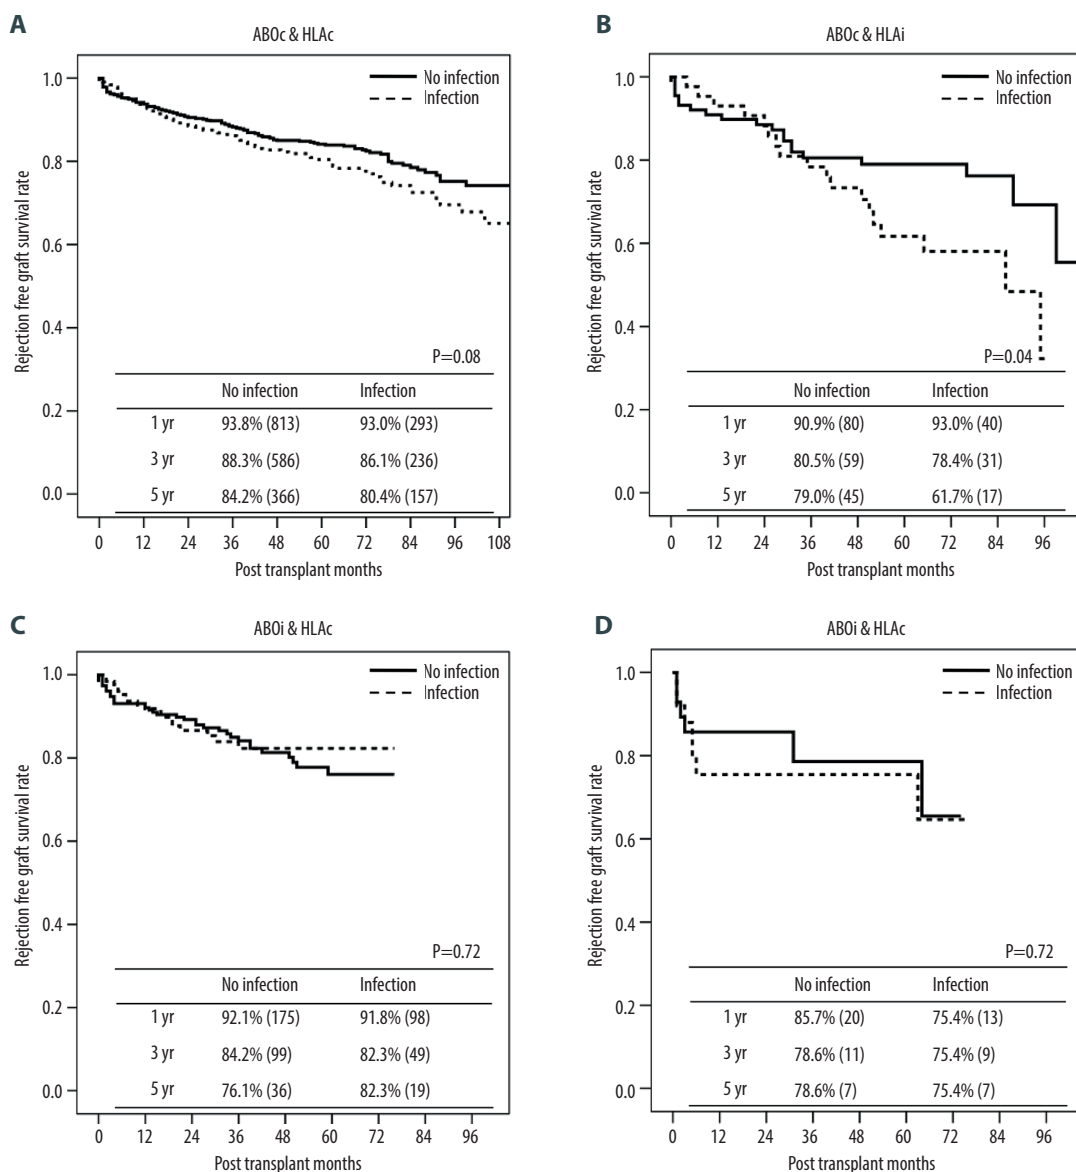 A
ABOc & HLAc
Rejection free graft survival rate
1.0
0.8
0.6
0.4
0.2
0.0
No infection
Infection
P=0.08
No infection Infection
1 yr 93.8% (813) 93.0% (293)
3 yr 88.3% (586) 86.1% (236)
5 yr 84.2% (366) 80.4% (157)
0 12 24 36 48 60 72 84 96 108
Post transplant months
B
ABOc & HLAi
Rejection free graft survival rate
1.0
0.8
0.6
0.4
0.2
0.0
No infection
Infection
P=0.04
No infection Infection
1 yr 90.9% (80) 93.0% (40)
3 yr 80.5% (59) 78.4% (31)
5 yr 79.0% (45) 61.7% (17)
0 12 24 36 48 60 72 84 96
Post transplant months
C
ABOi & HLAc
Rejection free graft survival rate
1.0
0.8
0.6
0.4
0.2
0.0
No infection
Infection
P=0.72
No infection Infection
1 yr 92.1% (175) 91.8% (98)
3 yr 84.2% (99) 82.3% (49)
5 yr 76.1% (36) 82.3% (19)
0 12 24 36 48 60 72 84 96
Post transplant months
D
ABOi & HLAc
Rejection free graft survival rate
1.0
0.8
0.6
0.4
0.2
0.0
No infection
Infection
P=0.72
No infection Infection
1 yr 85.7% (20) 75.4% (13)
3 yr 78.6% (11) 75.4% (9)
5 yr 78.6% (7) 75.4% (7)
0 12 24 36 48 60 72 84 96
Post transplant months